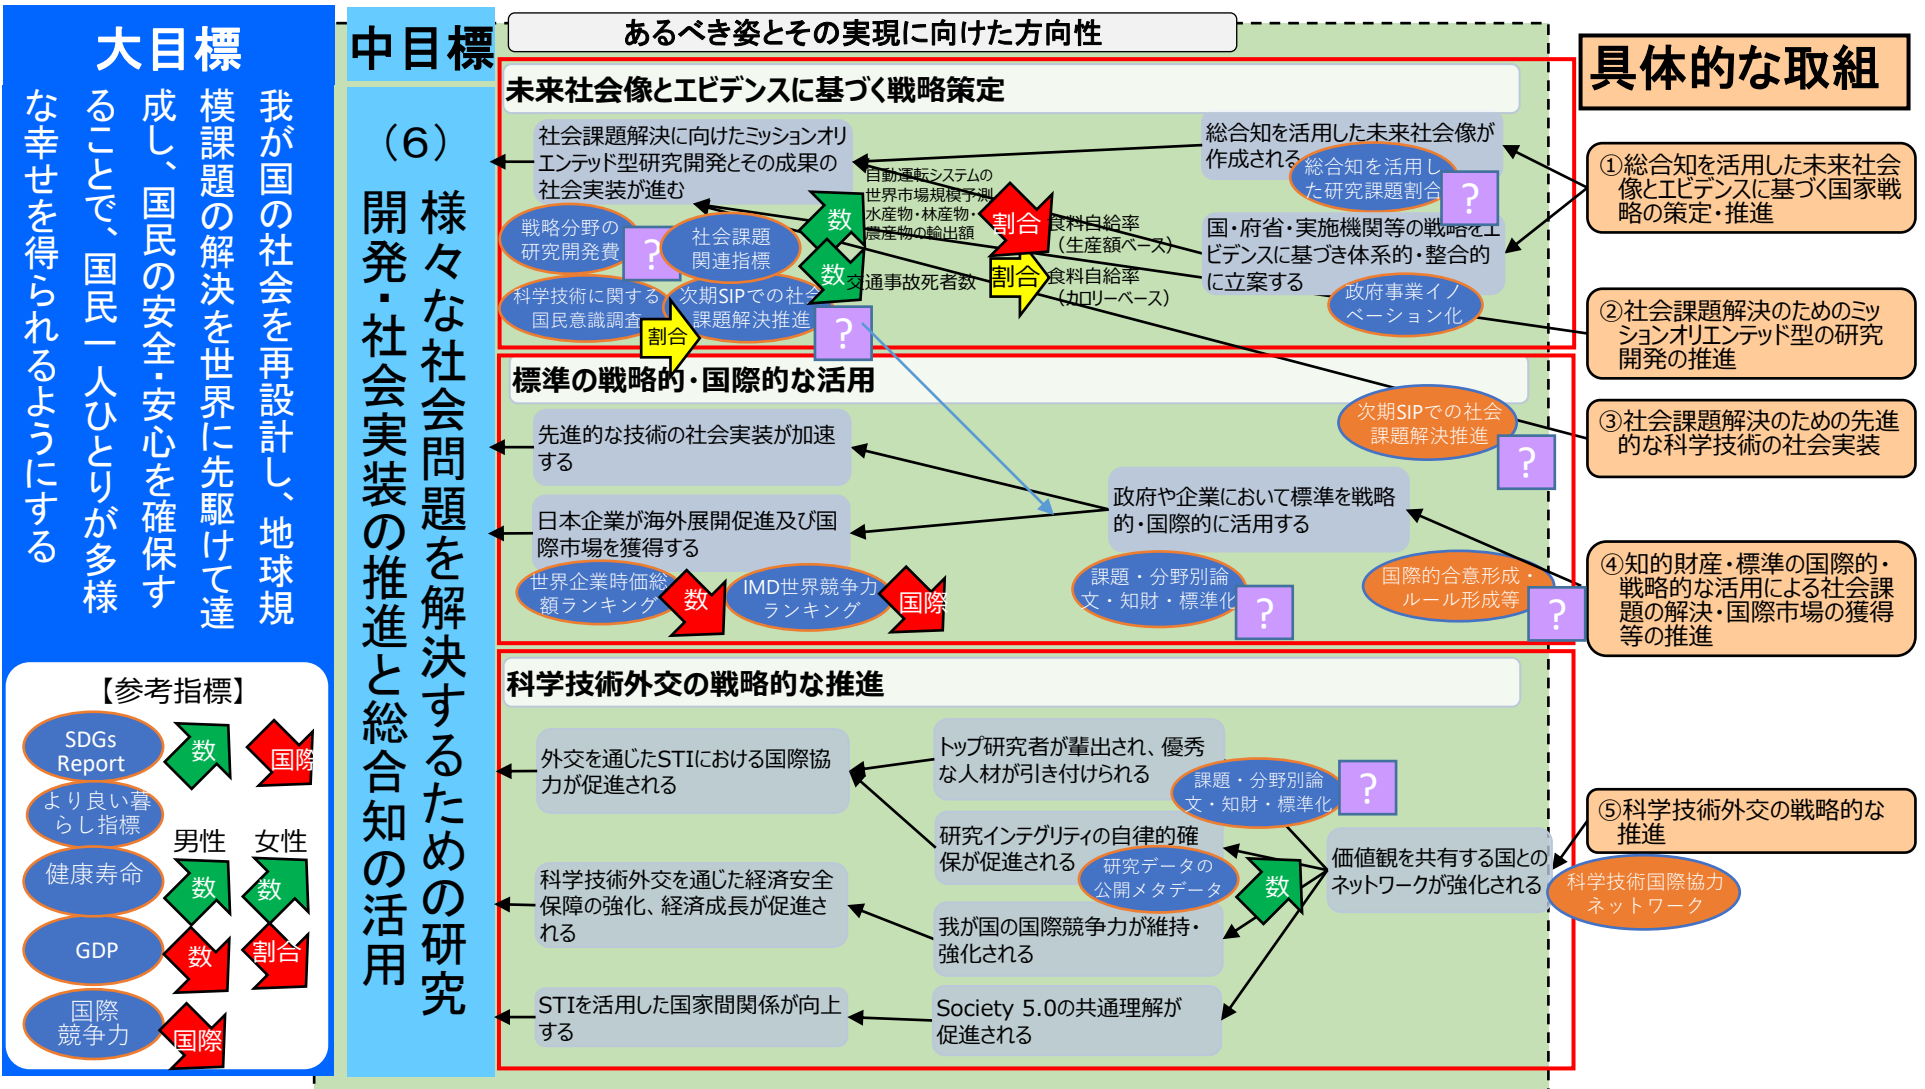 大目標
我が国の社会を再設計し、地球規
模課題の解決を世界に先駆けて達
成し、国民の安全・安心を確保す
ることで、国民一人ひとりが多様
な幸せを得られるようにする
【参考指標】
SDGs
Report
数
国際
より良い暮
らし指標
男性
女性
健康寿命
数
数
GDP
数
割合
国際
競争力
国際
中目標
（6）
様々な社会問題を解決するための研究
開発・社会実装の推進と総合知の活用
あるべき姿とその実現に向けた方向性
未来社会像とエビデンスに基づく戦略策定
社会課題解決に向けたミッションオリ
エンテッド型研究開発とその成果の
社会実装が進む
戦略分野の
研究開発費
?
社会課題
関連指標
科学技術に関する
国民意識調査
割合
次期SIPでの社会
課題解決推進
?
自動運転システムの
世界市場規模予測
水産物・林産物・
農産物の輸出額
数
数
交通事故死者数
割合
食料自給率
（生産額ベース）
割合
食料自給率
（カロリーベース）
総合知を活用した未来社会像が
作成される
総合知を活用し
た研究課題割合
?
国・府省・実施機関等の戦略をエ
ビデンスに基づき体系的・整合的
に立案する
政府事業イノ
ベーション化
標準の戦略的・国際的な活用
先進的な技術の社会実装が加速
する
日本企業が海外展開促進及び国
際市場を獲得する
世界企業時価総
額ランキング
数
IMD世界競争力
ランキング
国際
次期SIPでの社会
課題解決推進
?
政府や企業において標準を戦略
的・国際的に活用する
課題・分野別論
文・知財・標準化
?
国際的合意形成・
ルール形成等
?
科学技術外交の戦略的な推進
外交を通じたSTIにおける国際協
力が促進される
科学技術外交を通じた経済安全
保障の強化、経済成長が促進さ
れる
STIを活用した国家間関係が向上
する
トップ研究者が輩出され、優秀
な人材が引き付けられる
課題・分野別論
文・知財・標準化
?
研究インテグリティの自律的確
保が促進される
研究データの
公開メタデータ
数
我が国の国際競争力が維持・
強化される
Society 5.0の共通理解が
促進される
価値観を共有する国との
ネットワークが強化される
科学技術国際協力
ネットワーク
具体的な取組
①総合知を活用した未来社会
像とエビデンスに基づく国家戦
略の策定・推進
②社会課題解決のためのミッ
ションオリエンテッド型の研究
開発の推進
③社会課題解決のための先進
的な科学技術の社会実装
④知的財産・標準の国際的・
戦略的な活用による社会課
題の解決・国際市場の獲得
等の推進
⑤科学技術外交の戦略的な
推進